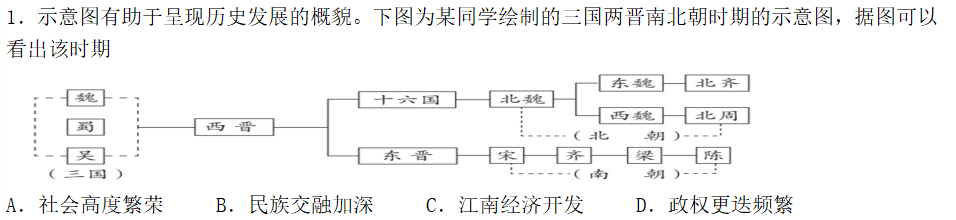 1. 示意图有助于呈现历史发展的概貌。下图为某同学绘制的三国两晋南北朝时期的示意图，据图可以
看出该时期
魏
蜀
吴
（三国）
西晋
十六国
北魏
东魏
北齐
西魏
北周
（北 朝）
东晋
宋
齐
梁
陈
（南 朝）
A. 社会高度繁荣 B. 民族交融加深 C. 江南经济开发 D. 政权更迭频繁